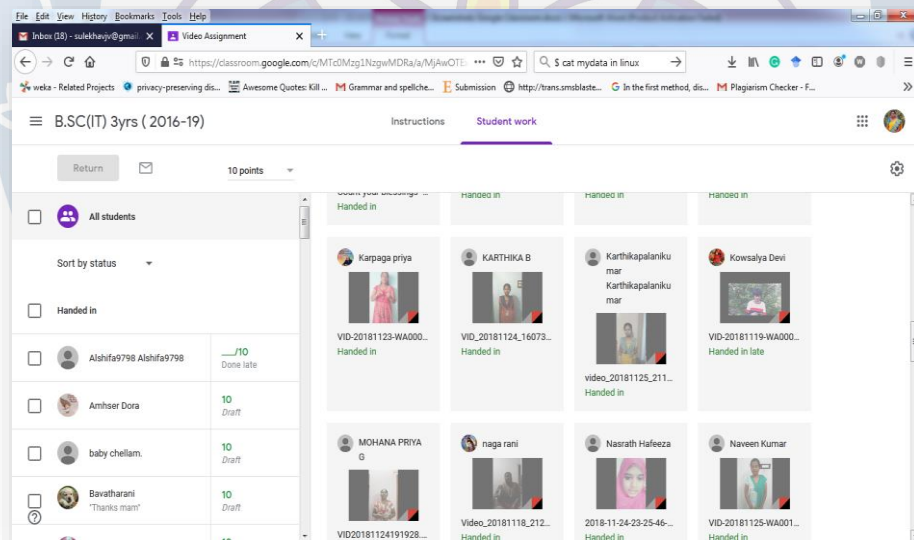 File Edit View History Bookmarks Tools Help
Inbox (18) - sulekhavjv@gmail. X Video Assignment X +
https://classroom.google.com/c/MTc0Mzg1NzgwMDRa/a/MjAwOTE ... $ cat mydata in linux
weka - Related Projects privacy-preserving dis... Awesome Quotes: Kill ... Grammar and spellche... Submission http://trans.smsblaste... In the first method, dis... Plagiarism Checker - F...
B.SC(IT) 3yrs ( 2016-19) Instructions Student work
Return 10 points
All students
Sort by status
Handed in
Alshifa9798 Alshifa9798 __/10
Done late
Amhser Dora 10
Draft
baby chellam. 10
Draft
Bavatharani 10
"Thanks mam" Draft
Handed in Handed in Handed in Handed in
Karpaga priya
VID-20181123-WA000...
Handed in
KARTHIKA B
VID_20181124_16073...
Handed in
Karthikapalaniku
mar
Karthikapalaniku
mar
video_20181125_211...
Handed in
Kowsalya Devi
VID-20181119-WA000...
Handed in late
MOHANA PRIYA
G
VID20181124191928....
naga rani
Video_20181118_212...
Handed in
Nasrath Hafeeza
2018-11-24-23-25-46-...
Handed in
Naveen Kumar
VID-20181125-WA001...
Handed in